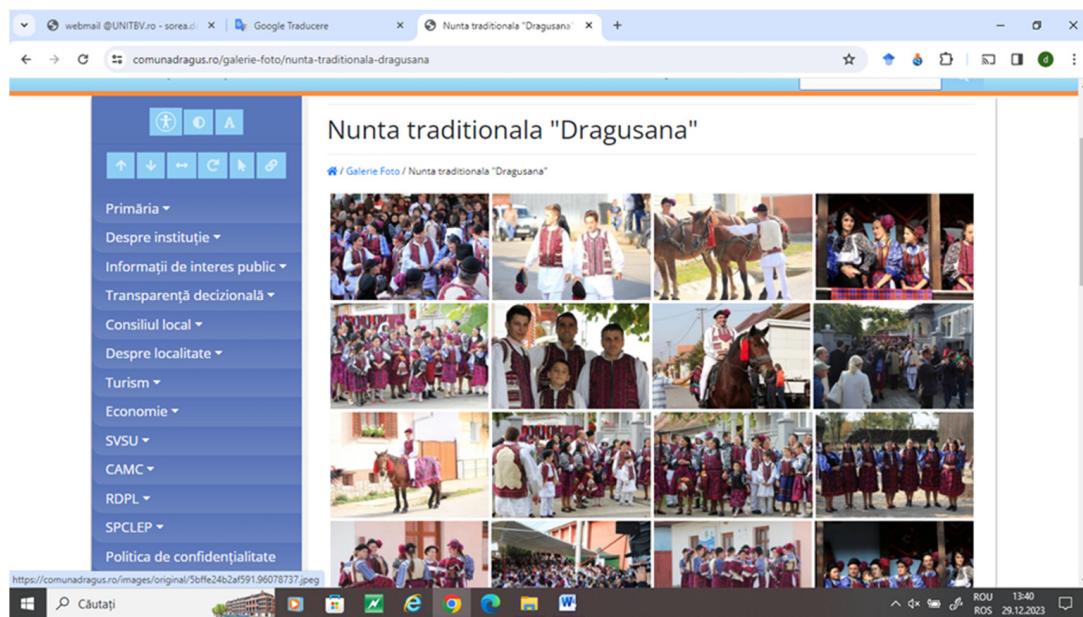 webmail @UNITBV.ro - sorea.d
Google Traducere
Nunta traditionala "Dragusana"
comunadragus.ro/galerie-foto/nunta-traditionala-dragusana
A
Nunta traditionala "Dragusana"
/ Galerie Foto / Nunta traditionala "Dragusana"
Primăria
Despre instituție
Informații de interes public
Transparență decizională
Consiliul local
Despre localitate
Turism
Economie
SVSU
CAMC
RDPL
SPCLEP
Politica de confidențialitate
https://comunadragus.ro/images/original/5bffe24b2af591.96078737.jpeg
Căutați
ROU 13:40
ROS 29.12.2023